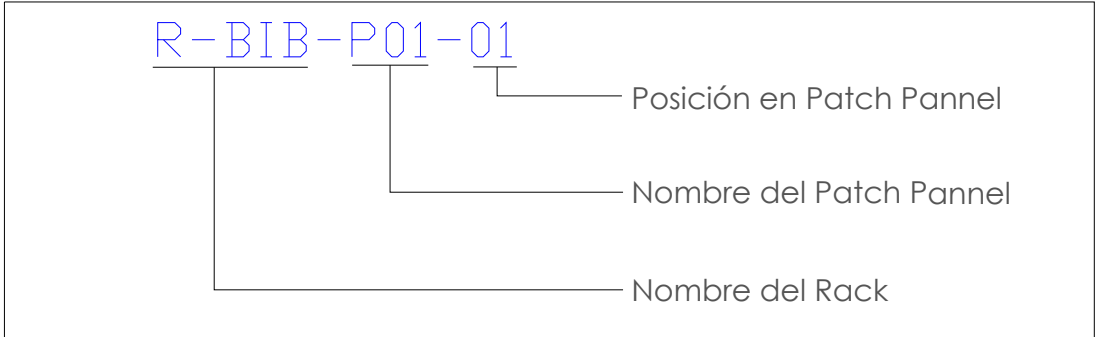 R-BIB-P01-01
Posición en Patch Pannel
Nombre del Patch Pannel
Nombre del Rack